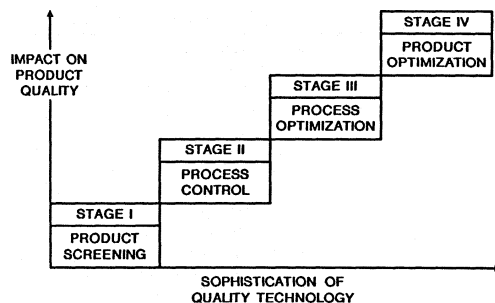 STAGE IV
PRODUCT
OPTIMIZATION
IMPACT ON
PRODUCT
QUALITY
STAGE III
PROCESS
OPTIMIZATION
STAGE II
PROCESS
CONTROL
STAGE I
PRODUCT
SCREENING
SOPHISTICATION OF
QUALITY TECHNOLOGY